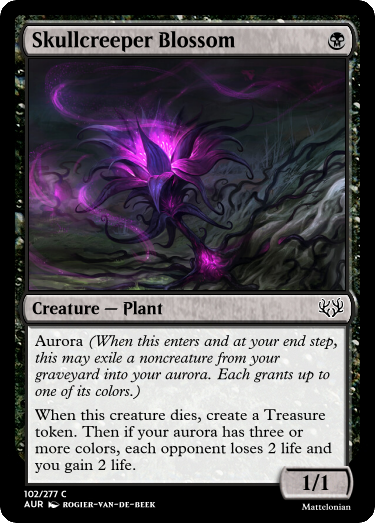 Skullcreeper Blossom
Creature — Plant
Aurora (When this enters and at your end step,
this may exile a noncreature from your
graveyard into your aurora. Each grants up to
one of its colors.)
When this creature dies, create a Treasure
token. Then if your aurora has three or
more colors, each opponent loses 2 life and
you gain 2 life.
1/1
102/277 C
AUR ROGIER-VAN-DE-BEEK
Mattelonian